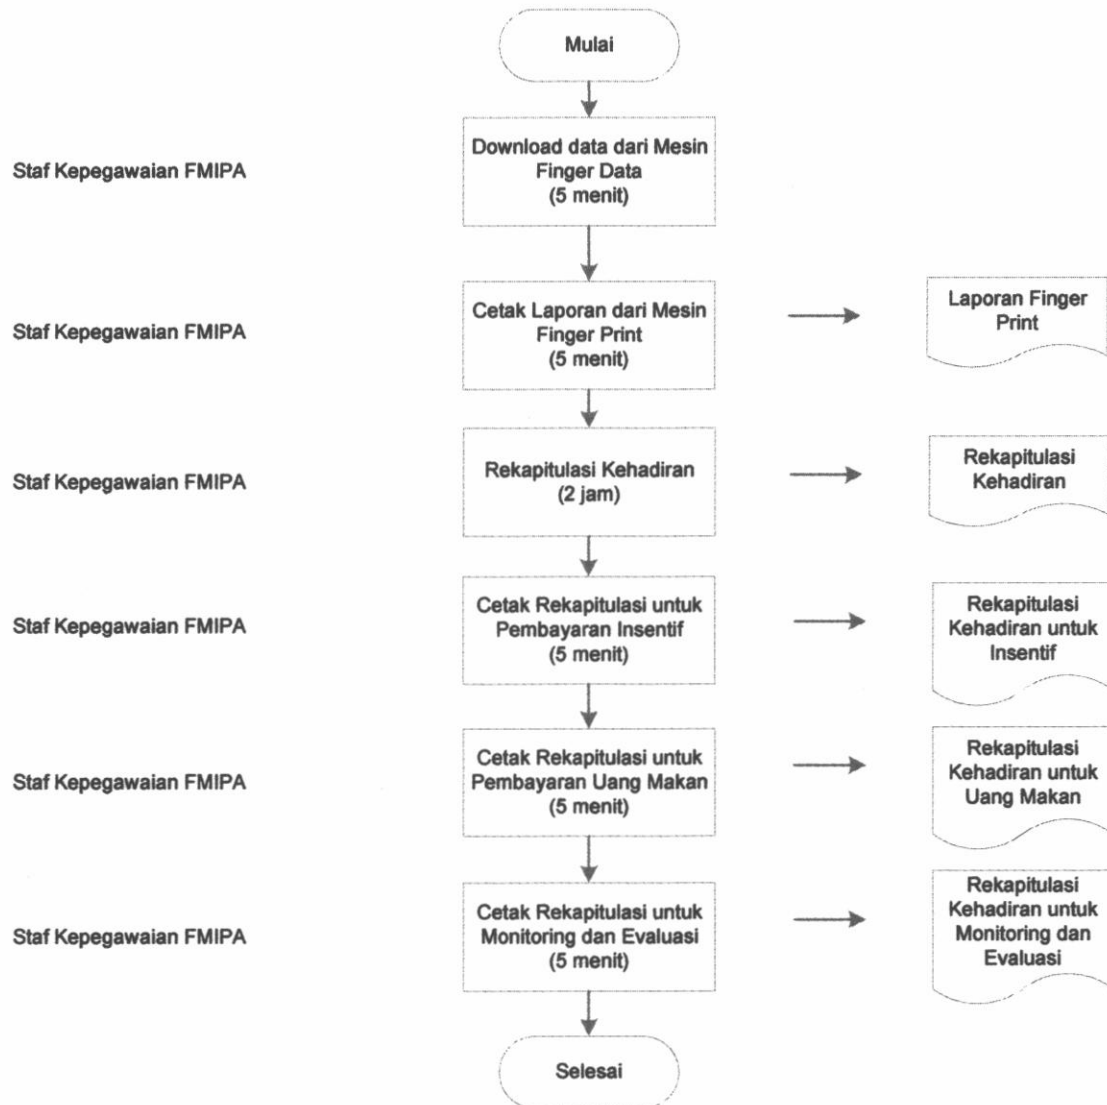 Mulai
Staf Kepegawaian FMIPA
Download data dari Mesin
Finger Data
(5 menit)
Staf Kepegawaian FMIPA
Cetak Laporan dari Mesin
Finger Print
(5 menit)
Laporan Finger
Print
Staf Kepegawaian FMIPA
Rekapitulasi Kehadiran
(2 jam)
Rekapitulasi
Kehadiran
Staf Kepegawaian FMIPA
Cetak Rekapitulasi untuk
Pembayaran Insentif
(5 menit)
Rekapitulasi
Kehadiran untuk
Insentif
Staf Kepegawaian FMIPA
Cetak Rekapitulasi untuk
Pembayaran Uang Makan
(5 menit)
Rekapitulasi
Kehadiran untuk
Uang Makan
Staf Kepegawaian FMIPA
Cetak Rekapitulasi untuk
Monitoring dan Evaluasi
(5 menit)
Rekapitulasi
Kehadiran untuk
Monitoring dan
Evaluasi
Selesai